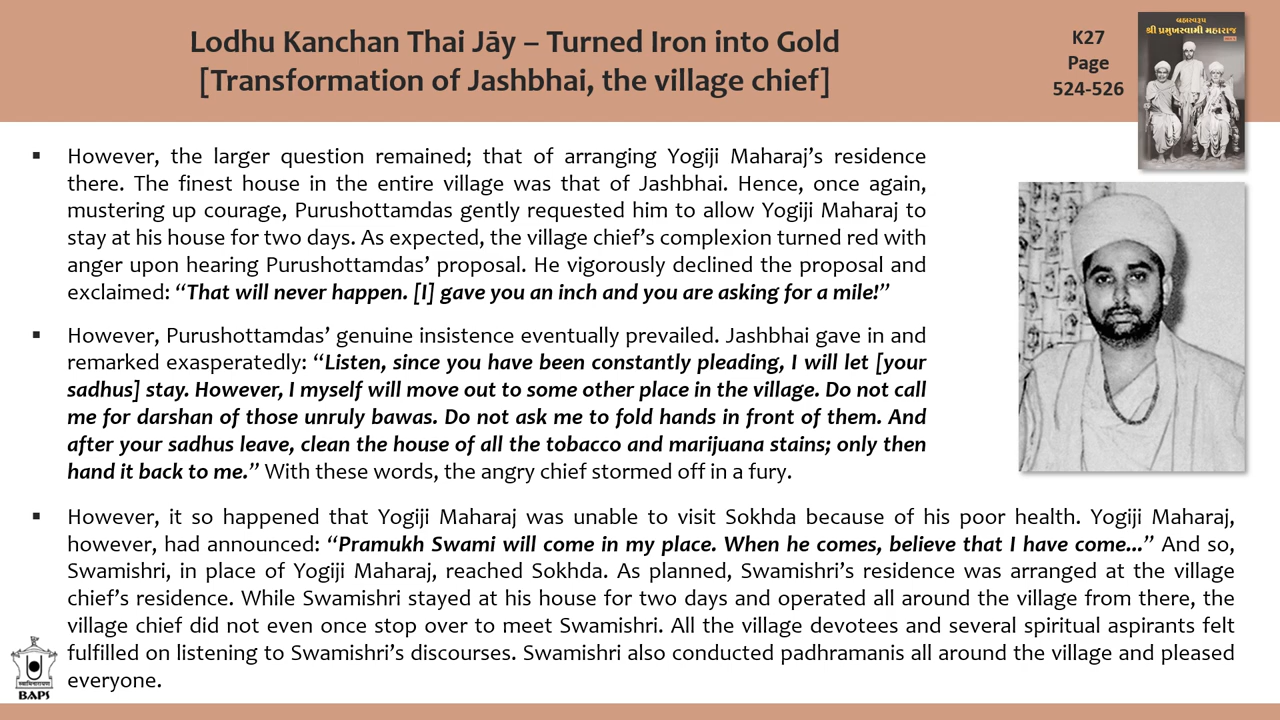 Lodhu Kanchan Thai Jāy – Turned Iron into Gold
[Transformation of Jashbhai, the village chief]
K27
Page
524-526
બ્રહ્મસ્વરૂપ
શ્રી પ્રમુખસ્વામી મહારાજ
▪ However, the larger question remained; that of arranging Yogiji Maharaj’s residence
there. The finest house in the entire village was that of Jashbhai. Hence, once again,
mustering up courage, Purushottamdas gently requested him to allow Yogiji Maharaj to
stay at his house for two days. As expected, the village chief’s complexion turned red with
anger upon hearing Purushottamdas’ proposal. He vigorously declined the proposal and
exclaimed: “That will never happen. [I] gave you an inch and you are asking for a mile!”
▪ However, Purushottamdas’ genuine insistence eventually prevailed. Jashbhai gave in and
remarked exasperatedly: “Listen, since you have been constantly pleading, I will let [your
sadhus] stay. However, I myself will move out to some other place in the village. Do not call
me for darshan of those unruly bawas. Do not ask me to fold hands in front of them. And
after your sadhus leave, clean the house of all the tobacco and marijuana stains; only then
hand it back to me.” With these words, the angry chief stormed off in a fury.
▪ However, it so happened that Yogiji Maharaj was unable to visit Sokhda because of his poor health. Yogiji Maharaj,
however, had announced: “Pramukh Swami will come in my place. When he comes, believe that I have come...” And so,
Swamishri, in place of Yogiji Maharaj, reached Sokhda. As planned, Swamishri’s residence was arranged at the village
chief’s residence. While Swamishri stayed at his house for two days and operated all around the village from there, the
village chief did not even once stop over to meet Swamishri. All the village devotees and several spiritual aspirants felt
fulfilled on listening to Swamishri’s discourses. Swamishri also conducted padhramanis all around the village and pleased
everyone.
BAPS